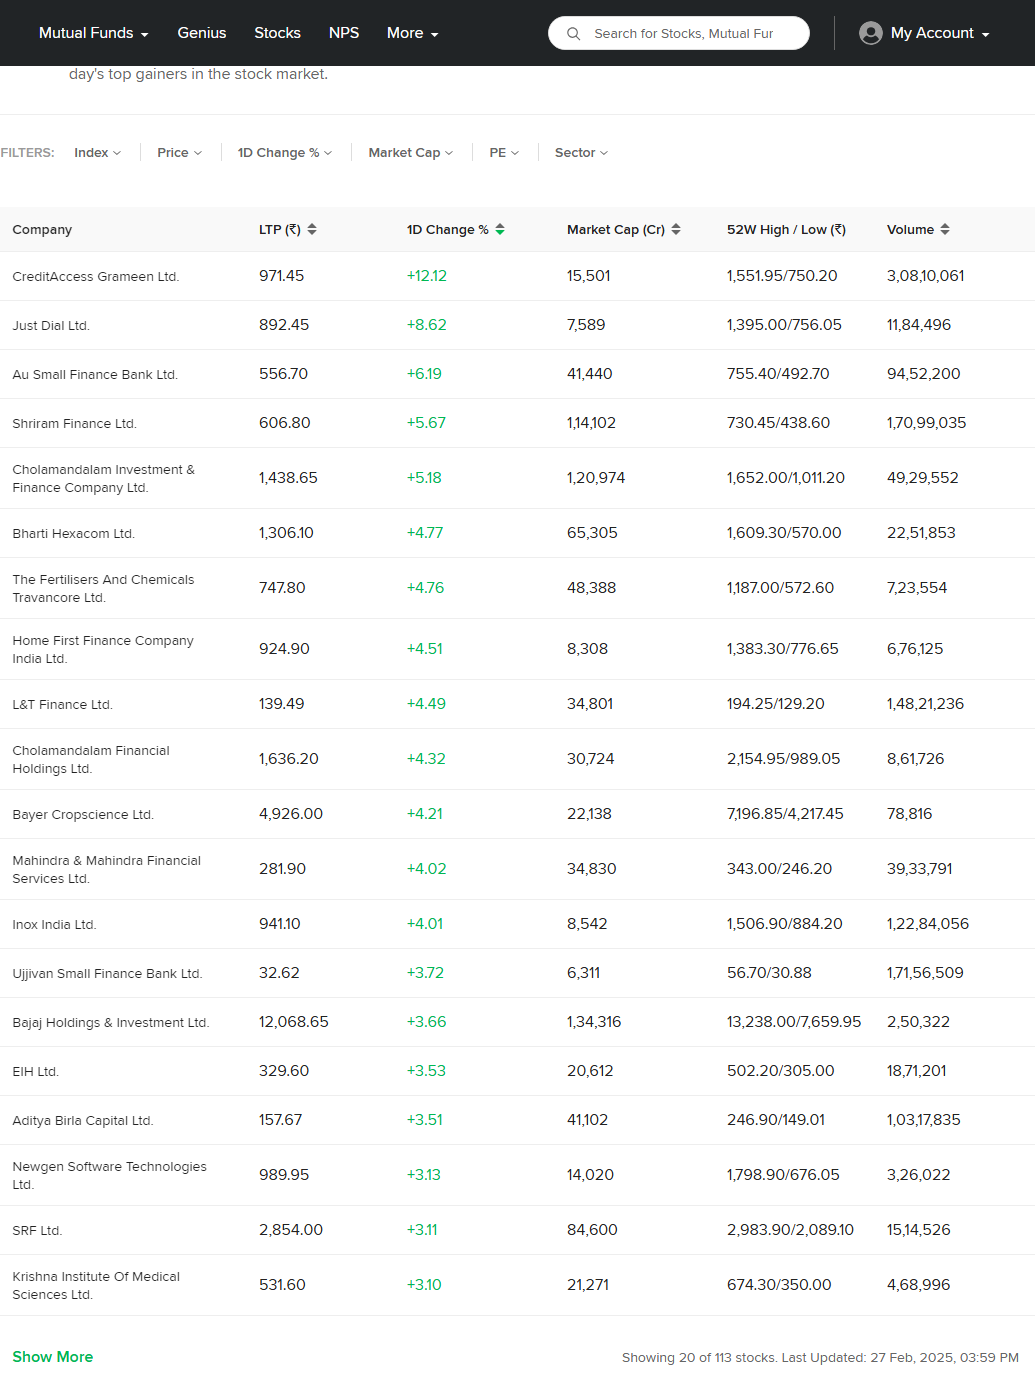 Mutual Funds Genius Stocks NPS More Search for Stocks, Mutual Fur My Account
day's top gainers in the stock market.
FILTERS: Index Price 1D Change % Market Cap PE Sector
Company LTP (₹) 1D Change % Market Cap (Cr) 52W High / Low (₹) Volume
CreditAccess Grameen Ltd. 971.45 +12.12 15,501 1,551.95/750.20 3,08,10,061
Just Dial Ltd. 892.45 +8.62 7,589 1,395.00/756.05 11,84,496
Au Small Finance Bank Ltd. 556.70 +6.19 41,440 755.40/492.70 94,52,200
Shriram Finance Ltd. 606.80 +5.67 1,14,102 730.45/438.60 1,70,99,035
Cholamandalam Investment &
Finance Company Ltd. 1,438.65 +5.18 1,20,974 1,652.00/1,011.20 49,29,552
Bharti Hexacom Ltd. 1,306.10 +4.77 65,305 1,609.30/570.00 22,51,853
The Fertilisers And Chemicals
Travancore Ltd. 747.80 +4.76 48,388 1,187.00/572.60 7,23,554
Home First Finance Company
India Ltd. 924.90 +4.51 8,308 1,383.30/776.65 6,76,125
L&T Finance Ltd. 139.49 +4.49 34,801 194.25/129.20 1,48,21,236
Cholamandalam Financial
Holdings Ltd. 1,636.20 +4.32 30,724 2,154.95/989.05 8,61,726
Bayer Cropscience Ltd. 4,926.00 +4.21 22,138 7,196.85/4,217.45 78,816
Mahindra & Mahindra Financial
Services Ltd. 281.90 +4.02 34,830 343.00/246.20 39,33,791
Inox India Ltd. 941.10 +4.01 8,542 1,506.90/884.20 1,22,84,056
Ujjivan Small Finance Bank Ltd. 32.62 +3.72 6,311 56.70/30.88 1,71,56,509
Bajaj Holdings & Investment Ltd. 12,068.65 +3.66 1,34,316 13,238.00/7,659.95 2,50,322
EIH Ltd. 329.60 +3.53 20,612 502.20/305.00 18,71,201
Aditya Birla Capital Ltd. 157.67 +3.51 41,102 246.90/149.01 1,03,17,835
Newgen Software Technologies
Ltd. 989.95 +3.13 14,020 1,798.90/676.05 3,26,022
SRF Ltd. 2,854.00 +3.11 84,600 2,983.90/2,089.10 15,14,526
Krishna Institute Of Medical
Sciences Ltd. 531.60 +3.10 21,271 674.30/350.00 4,68,996
Show More Showing 20 of 113 stocks. Last Updated: 27 Feb, 2025, 03:59 PM